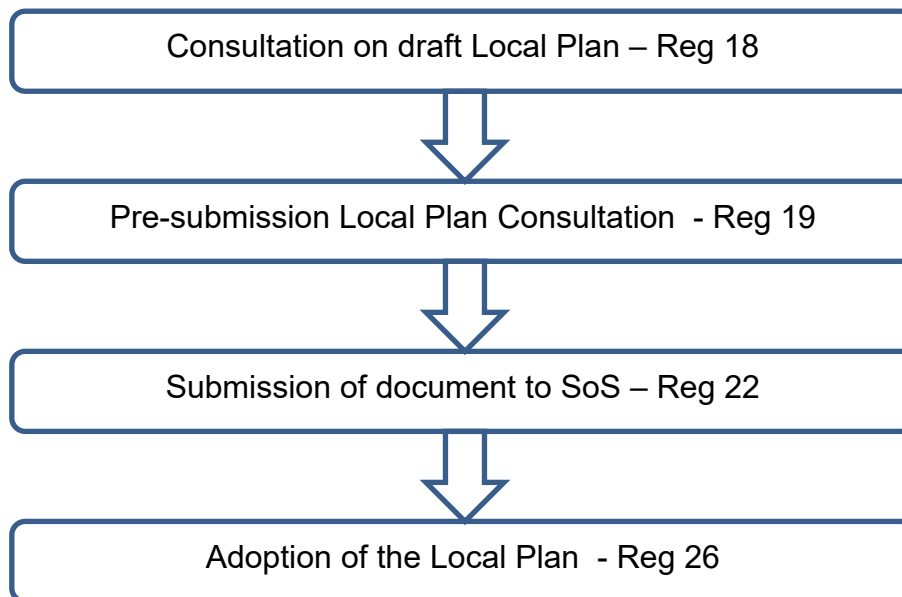 Consultation on draft Local Plan – Reg 18
Pre-submission Local Plan Consultation - Reg 19
Submission of document to SoS – Reg 22
Adoption of the Local Plan - Reg 26